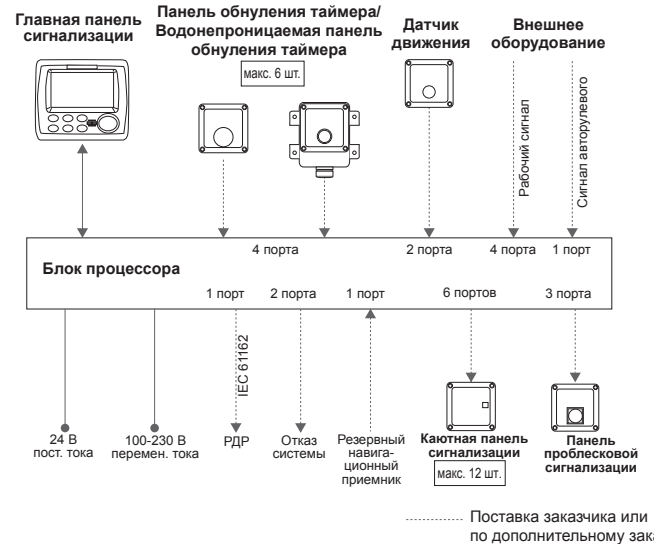 Главная панель
сигнализации
Панель обнуления таймера/
Водонепроницаемая панель
обнуления таймера
макс. 6 шт.
Датчик
движения
Внешнее
оборудование
Рабочий сигнал
Сигнал авторулевого
4 порта
2 порта
4 порта
1 порт
Блок процессора
1 порт
2 порта
1 порт
6 портов
3 порта
IEC 61162
24 В
пост. тока
100-230 В
перемен. тока
РДР
Отказ
системы
Резервный
навига-
ционный
приемник
Каютная панель
сигнализации
макс. 12 шт.
Панель
проблесковой
сигнализации
Поставка заказчика или
по дополнительному зака